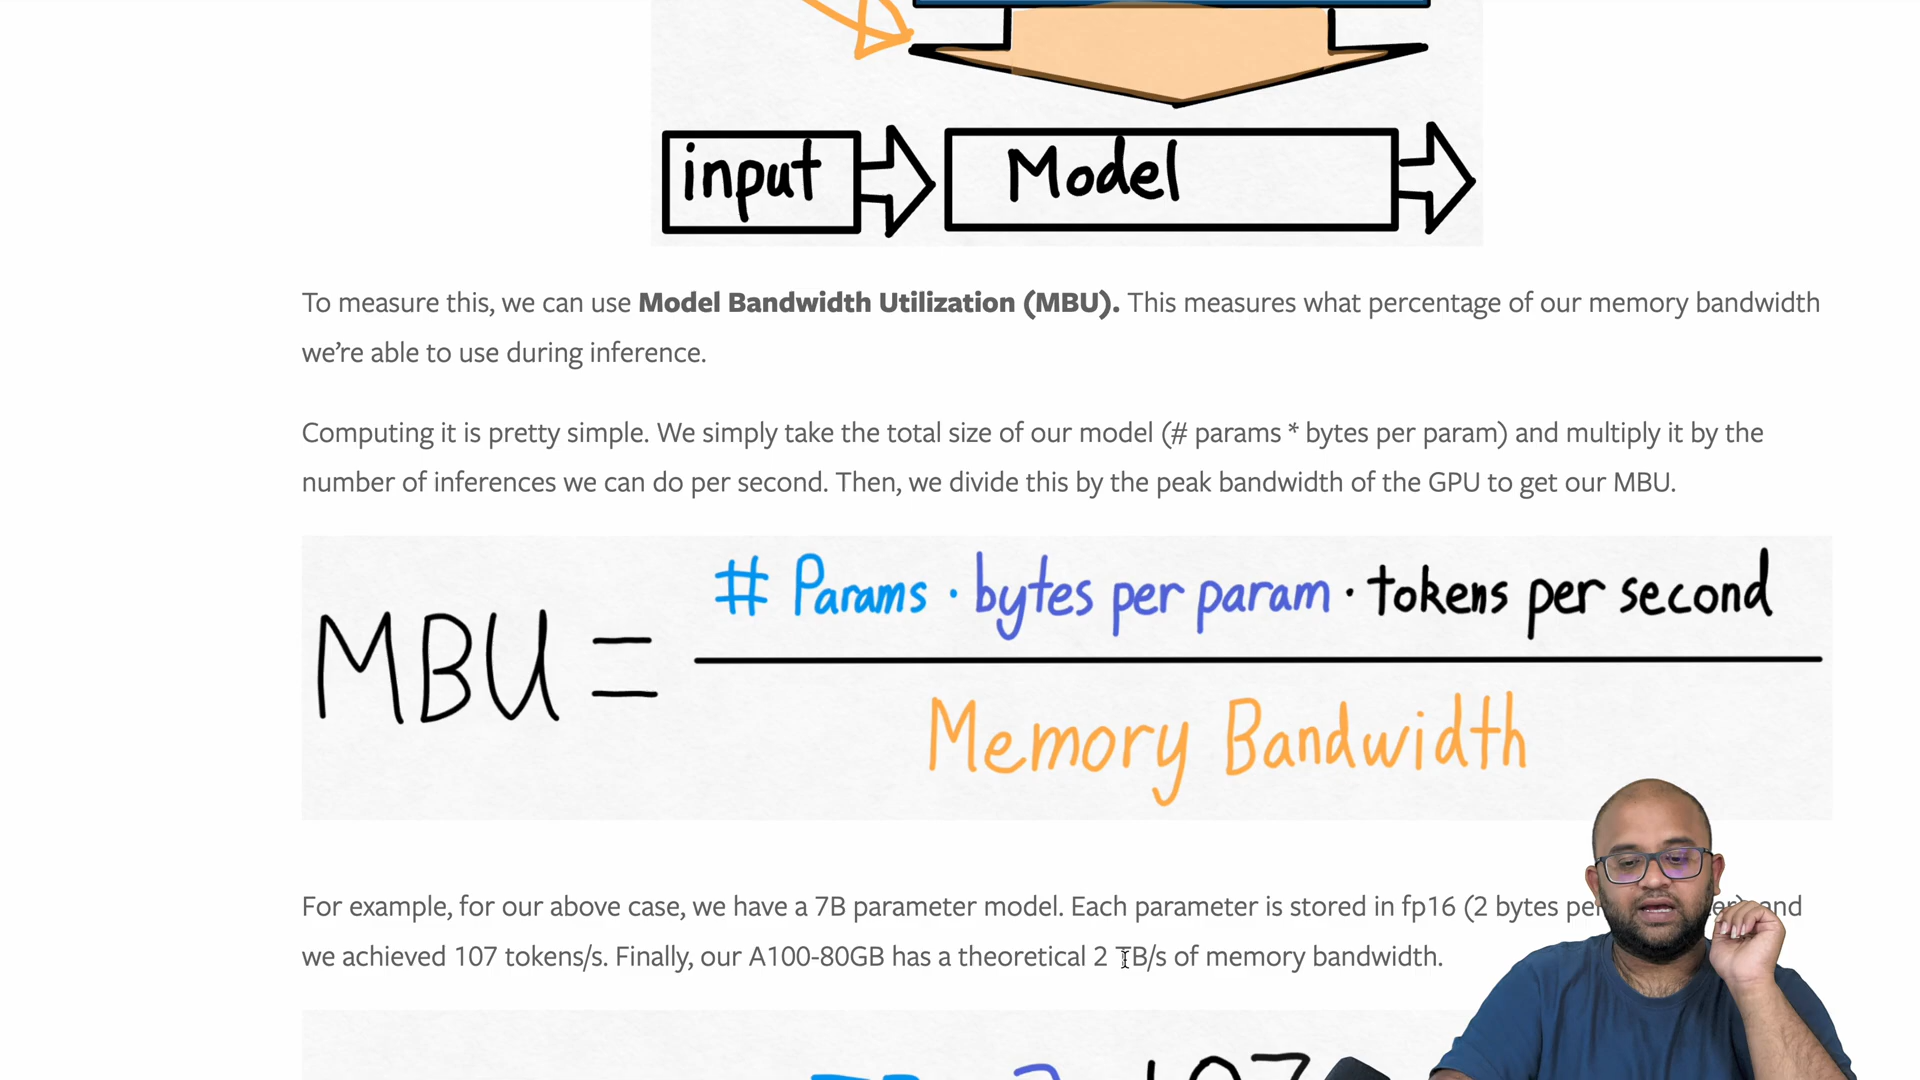 input
Model
To measure this, we can use Model Bandwidth Utilization (MBU). This measures what percentage of our memory bandwidth
we're able to use during inference.
Computing it is pretty simple. We simply take the total size of our model (# params * bytes per param) and multiply it by the
number of inferences we can do per second. Then, we divide this by the peak bandwidth of the GPU to get our MBU.
# Params · bytes per param · tokens per second
MBU =
Memory Bandwidth
For example, for our above case, we have a 7B parameter model. Each parameter is stored in fp16 (2 bytes and
we achieved 107 tokens/s. Finally, our A100-80GB has a theoretical 2 TB/s of memory bandwidth.
107